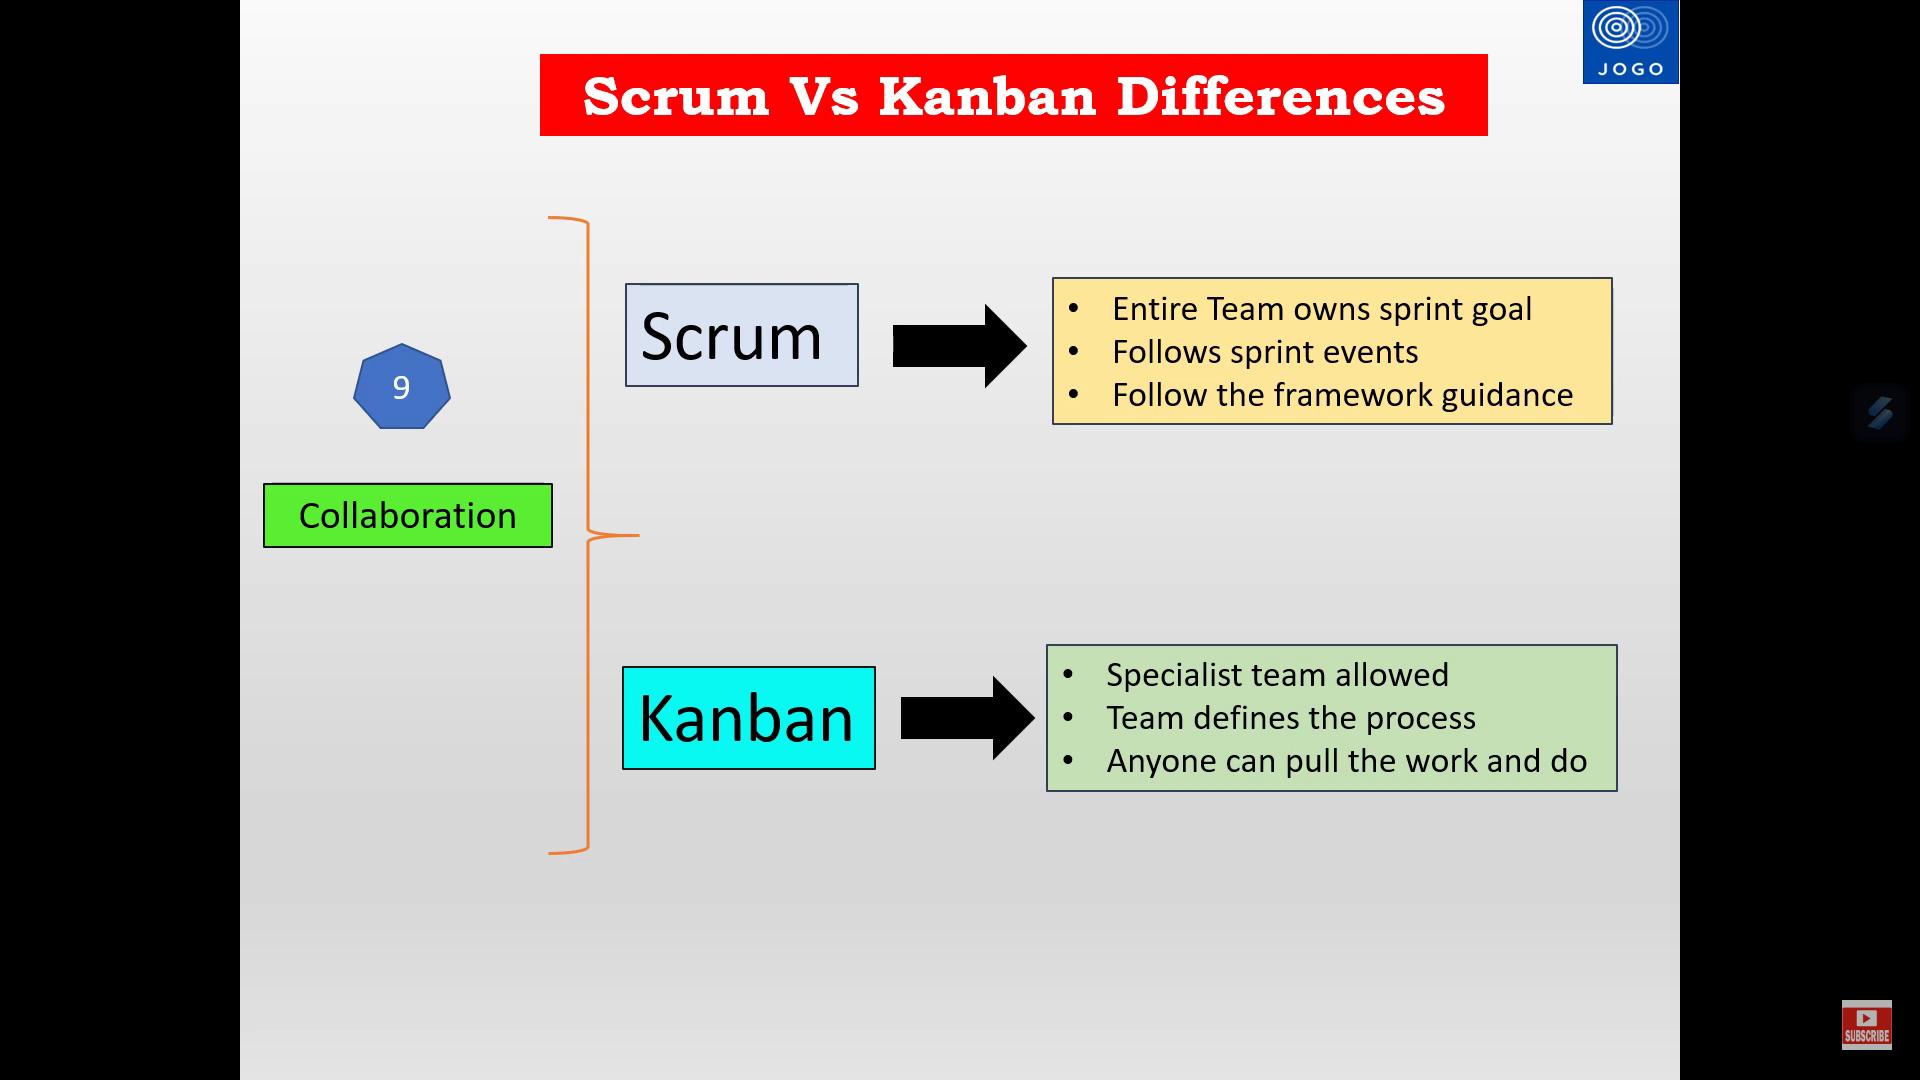 JOGO
Scrum Vs Kanban Differences
9
Collaboration
Scrum
• Entire Team owns sprint goal
• Follows sprint events
• Follow the framework guidance
Kanban
• Specialist team allowed
• Team defines the process
• Anyone can pull the work and do
SUBSCRIBE